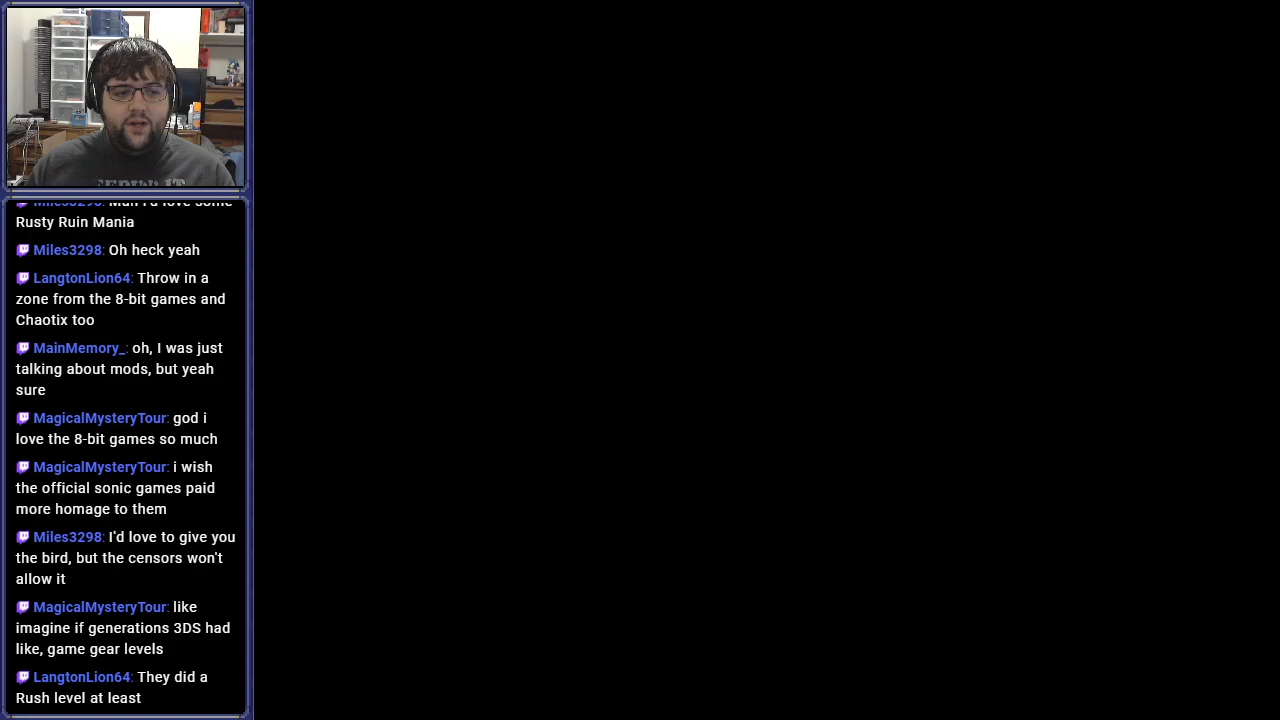 Miles3298: Man I'd love some
Rusty Ruin Mania
Miles3298: Oh heck yeah
LangtonLion64: Throw in a
zone from the 8-bit games and
Chaotix too
MainMemory_: oh, I was just
talking about mods, but yeah
sure
MagicalMysteryTour: god i
love the 8-bit games so much
MagicalMysteryTour: i wish
the official sonic games paid
more homage to them
Miles3298: I'd love to give you
the bird, but the censors won't
allow it
MagicalMysteryTour: like
imagine if generations 3DS had
like, game gear levels
LangtonLion64: They did a
Rush level at least